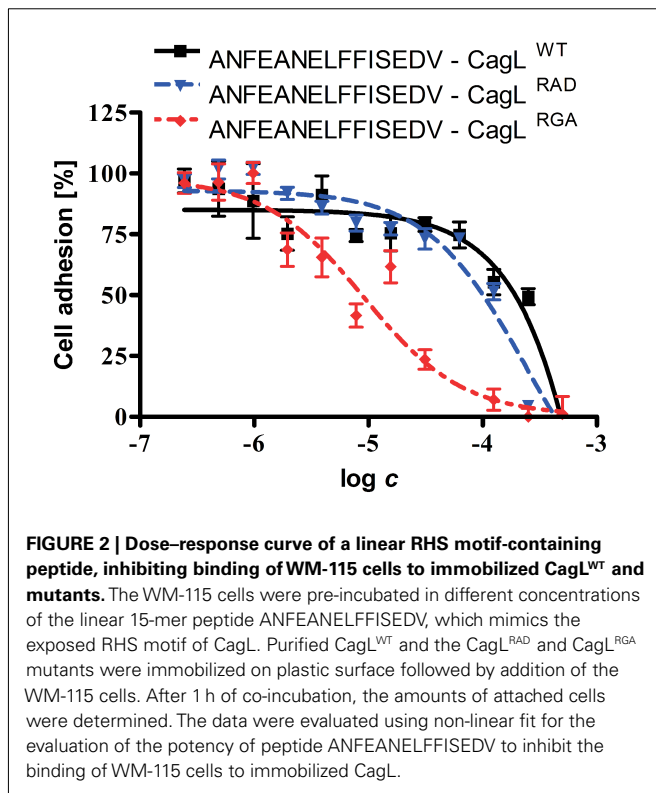 ANFEANELFFISEDV - CagL WT
ANFEANELFFISEDV - CagL RAD
ANFEANELFFISEDV - CagL RGA
125
100
75
50
25
0
Cell adhesion [%]
-7 -6 -5 -4 -3
log c
FIGURE 2 | Dose–response curve of a linear RHS motif-containing
peptide, inhibiting binding of WM-115 cells to immobilized CagLWT and
mutants. The WM-115 cells were pre-incubated in different concentrations
of the linear 15-mer peptide ANFEANELFFISEDV, which mimics the
exposed RHS motif of CagL. Purified CagLWT and the CagLRAD and CagLRGA
mutants were immobilized on plastic surface followed by addition of the
WM-115 cells. After 1 h of co-incubation, the amounts of attached cells
were determined. The data were evaluated using non-linear fit for the
evaluation of the potency of peptide ANFEANELFFISEDV to inhibit the
binding of WM-115 cells to immobilized CagL.